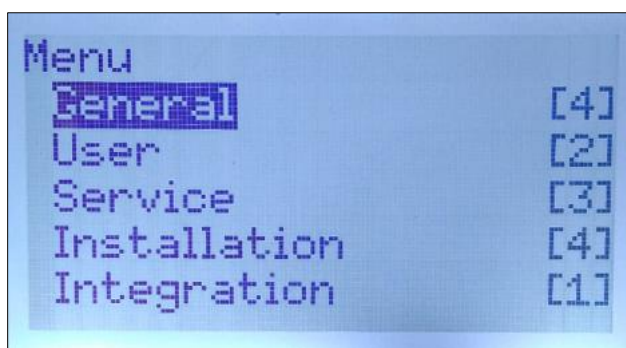 Menu
General [4]
User [2]
Service [3]
Installation [4]
Integration [1]